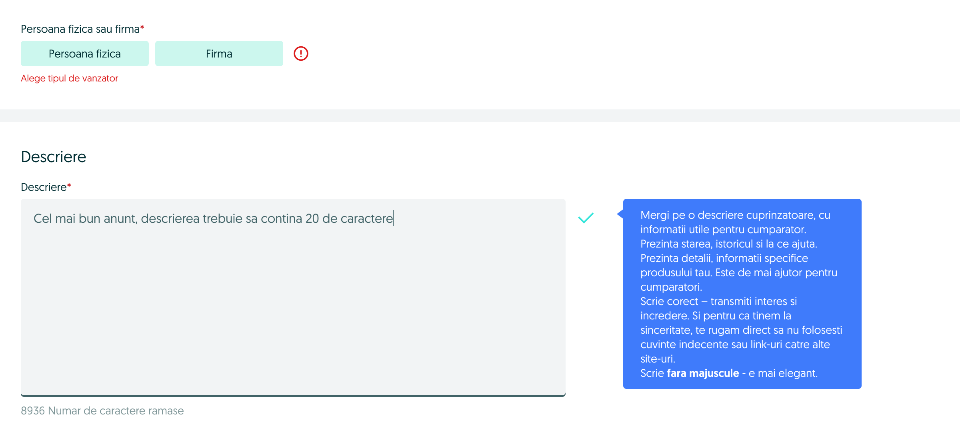 Persoana fizica sau firma*
Persoana fizica
Firma
Alege tipul de vanzator
Descriere
Descriere*
Cel mai bun anunt, descrierea trebuie sa contina 20 de caractere
Mergi pe o descriere cuprinzatoare, cu
informatii utile pentru cumparator.
Prezinta starea, istoricul si la ce ajuta.
Prezinta detalii, informatii specifice
produsului tau. Este de mai ajutor pentru
cumparatori.
Scrie corect – transmiti interes si
incredere. Si pentru ca tinem la
sinceritate, te rugam direct sa nu folosesti
cuvinte indecente sau link-uri catre alte
site-uri.
Scrie fara majuscule - e mai elegant.
8936 Numar de caractere ramase